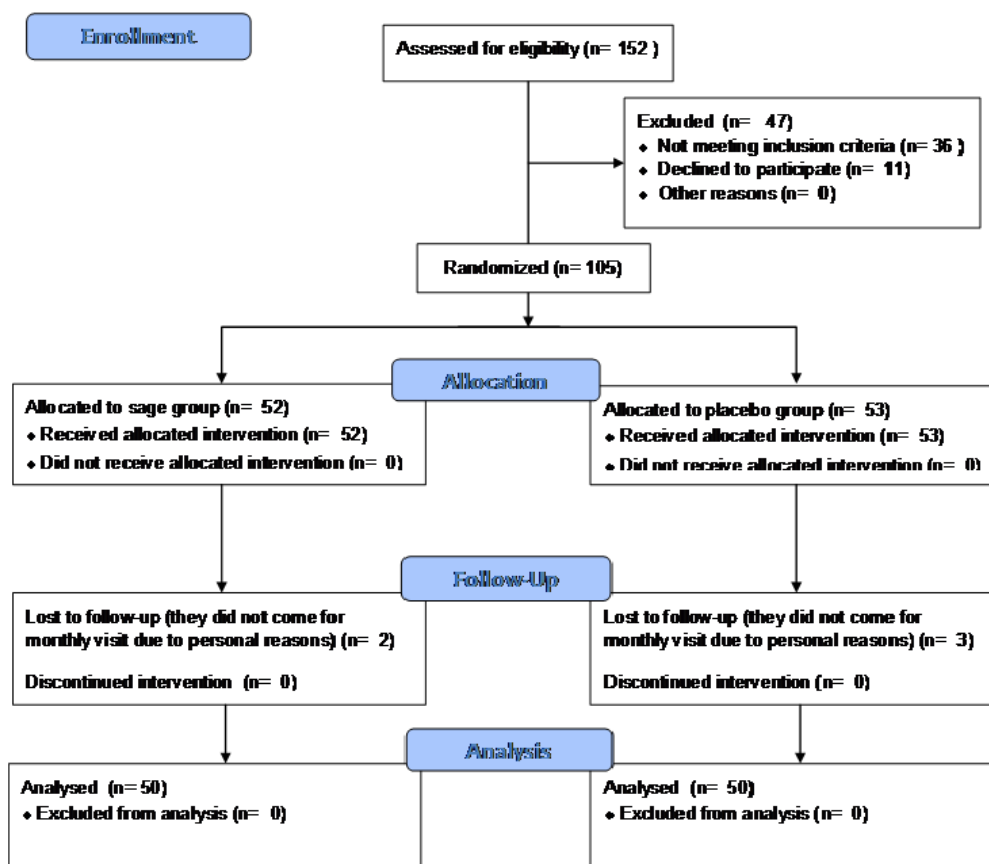 Enrollment
Assessed for eligibility (n= 152 )
Excluded (n= 47)
♦ Not meeting inclusion criteria (n= 36 )
♦ Declined to participate (n= 11)
♦ Other reasons (n= 0)
Randomized (n= 105)
Allocation
Allocated to sage group (n= 52)
♦ Received allocated intervention (n= 52)
♦ Did not receive allocated intervention (n= 0)
Allocated to placebo group (n= 53)
♦ Received allocated intervention (n= 53)
♦ Did not receive allocated intervention (n= 0)
Follow-Up
Lost to follow-up (they did not come for
monthly visit due to personal reasons) (n= 2)
Discontinued intervention (n= 0)
Lost to follow-up (they did not come for
monthly visit due to personal reasons) (n= 3)
Discontinued intervention (n= 0)
Analysis
Analysed (n= 50)
♦ Excluded from analysis (n= 0)
Analysed (n= 50)
♦ Excluded from analysis (n= 0)